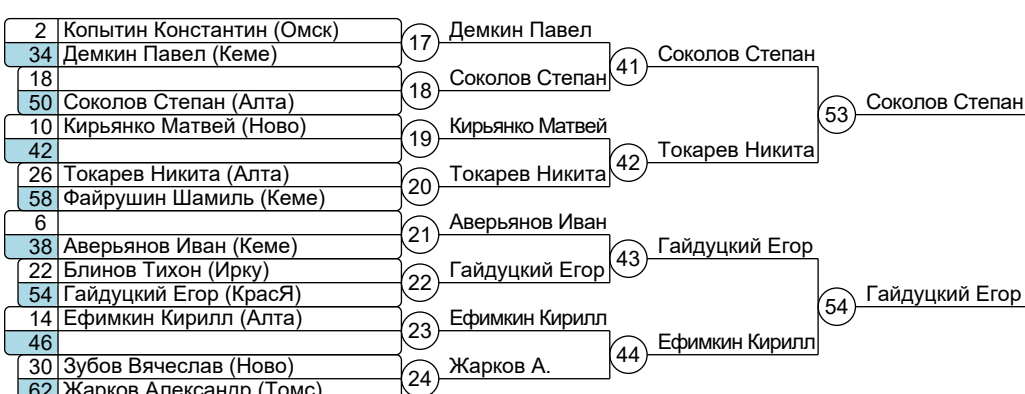 2 Копытин Константин (Омск)
34 Демкин Павел (Кеме)
18
50 Соколов Степан (Алта)
10 Кирьянко Матвей (Ново)
42
26 Токарев Никита (Алта)
58 Файрушин Шамиль (Кеме)
6
38 Аверьянов Иван (Кеме)
22 Блинов Тихон (Ирку)
54 Гайдуцкий Егор (КрасЯ)
14 Ефимкин Кирилл (Алта)
46
30 Зубов Вячеслав (Ново)
62 Жарков Александр (Томс)
17 Демкин Павел
18 Соколов Степан
19 Кирьянко Матвей
20 Токарев Никита
21 Аверьянов Иван
22 Гайдуцкий Егор
23 Ефимкин Кирилл
24 Жарков А.
41 Соколов Степан
42 Токарев Никита
43 Гайдуцкий Егор
44 Ефимкин Кирилл
53 Соколов Степан
54 Гайдуцкий Егор